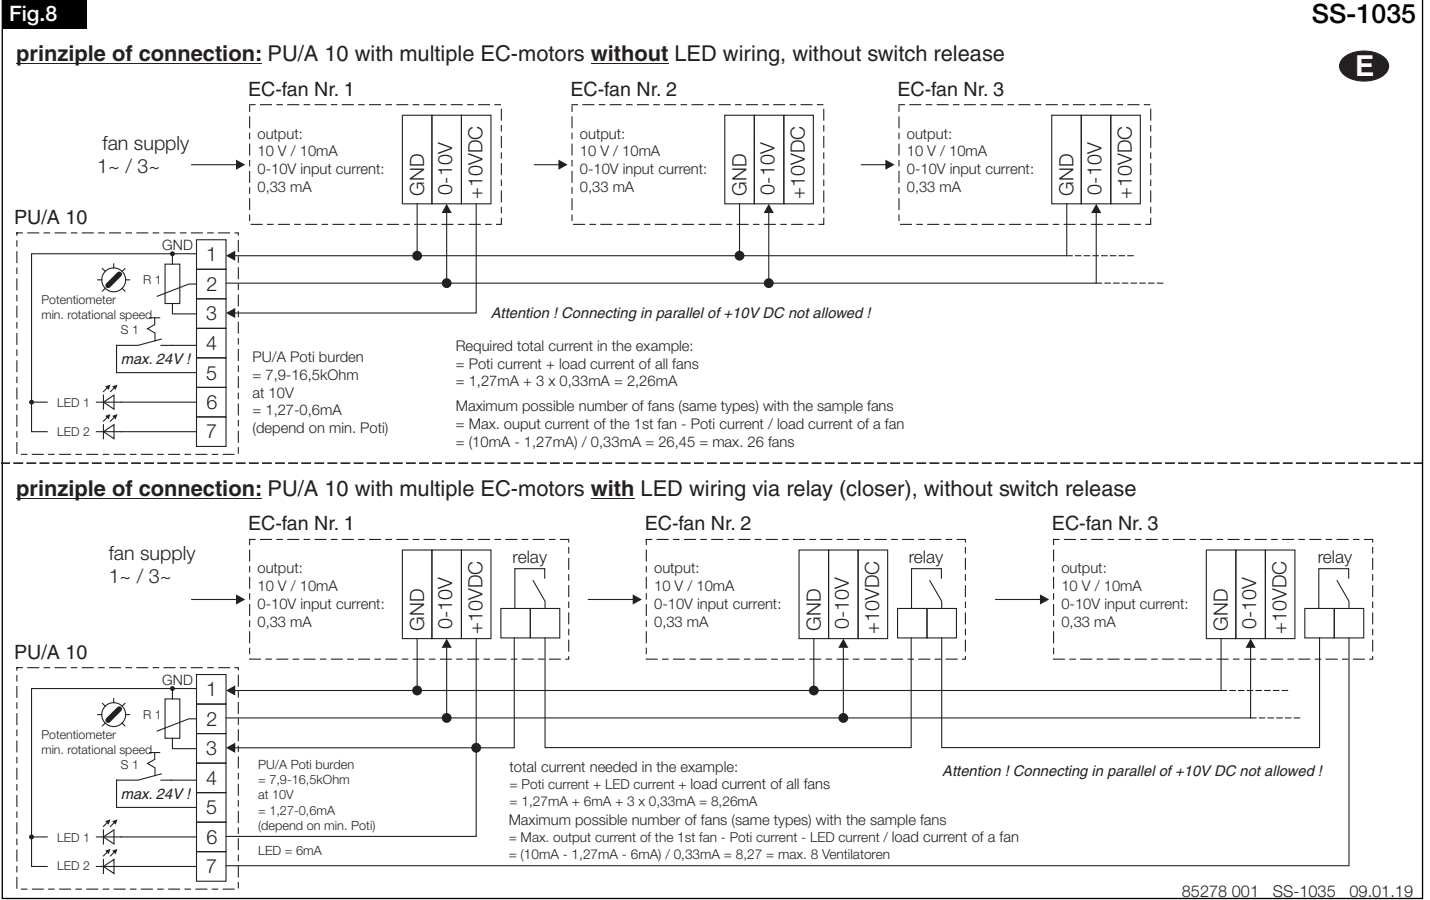 Fig.8
SS-1035
prinziple of connection: PU/A 10 with multiple EC-motors without LED wiring, without switch release
E
EC-fan Nr. 1
EC-fan Nr. 2
EC-fan Nr. 3
fan supply
1~ / 3~
output:
10 V / 10mA
0-10V input current:
0,33 mA
GND
0-10V
+10VDC
output:
10 V / 10mA
0-10V input current:
0,33 mA
GND
0-10V
+10VDC
output:
10 V / 10mA
0-10V input current:
0,33 mA
GND
0-10V
+10VDC
PU/A 10
GND
1
R 1
2
Potentiometer
min. rotational speed
3
S 1
4
max. 24V !
5
LED 1
6
LED 2
7
Attention ! Connecting in parallel of +10V DC not allowed !
PU/A Poti burden
= 7,9-16,5kOhm
at 10V
= 1,27-0,6mA
(depend on min. Poti)
Required total current in the example:
= Poti current + load current of all fans
= 1,27mA + 3 x 0,33mA = 2,26mA
Maximum possible number of fans (same types) with the sample fans
= Max. ouput current of the 1st fan - Poti current / load current of a fan
= (10mA - 1,27mA) / 0,33mA = 26,45 = max. 26 fans
prinziple of connection: PU/A 10 with multiple EC-motors with LED wiring via relay (closer), without switch release
EC-fan Nr. 1
EC-fan Nr. 2
EC-fan Nr. 3
fan supply
1~ / 3~
output:
10 V / 10mA
0-10V input current:
0,33 mA
GND
0-10V
+10VDC
relay
output:
10 V / 10mA
0-10V input current:
0,33 mA
GND
0-10V
+10VDC
relay
output:
10 V / 10mA
0-10V input current:
0,33 mA
GND
0-10V
+10VDC
relay
PU/A 10
GND
1
R 1
2
Potentiometer
min. rotational speed
3
S 1
4
max. 24V !
5
LED 1
6
LED 2
7
PU/A Poti burden
= 7,9-16,5kOhm
at 10V
= 1,27-0,6mA
(depend on min. Poti)
LED = 6mA
total current needed in the example:
= Poti current + LED current + load current of all fans
= 1,27mA + 6mA + 3 x 0,33mA = 8,26mA
Maximum possible number of fans (same types) with the sample fans
= Max. output current of the 1st fan - Poti current - LED current / load current of a fan
= (10mA - 1,27mA - 6mA) / 0,33mA = 8,27 = max. 8 Ventilatoren
Attention ! Connecting in parallel of +10V DC not allowed !
85278 001 SS-1035 09.01.19